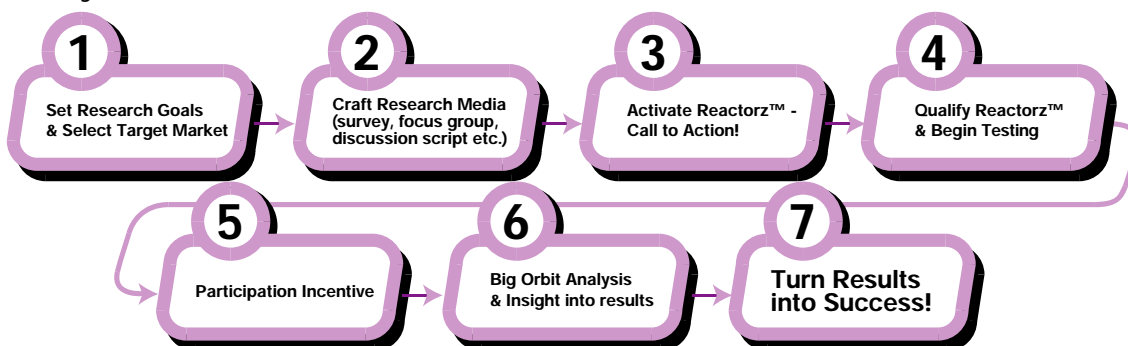 1
Set Research Goals
& Select Target Market
2
Craft Research Media
(survey, focus group,
discussion script etc.)
3
Activate Reactorz™ -
Call to Action!
4
Qualify Reactorz™
& Begin Testing
5
Participation Incentive
6
Big Orbit Analysis
& Insight into results
7
Turn Results
into Success!